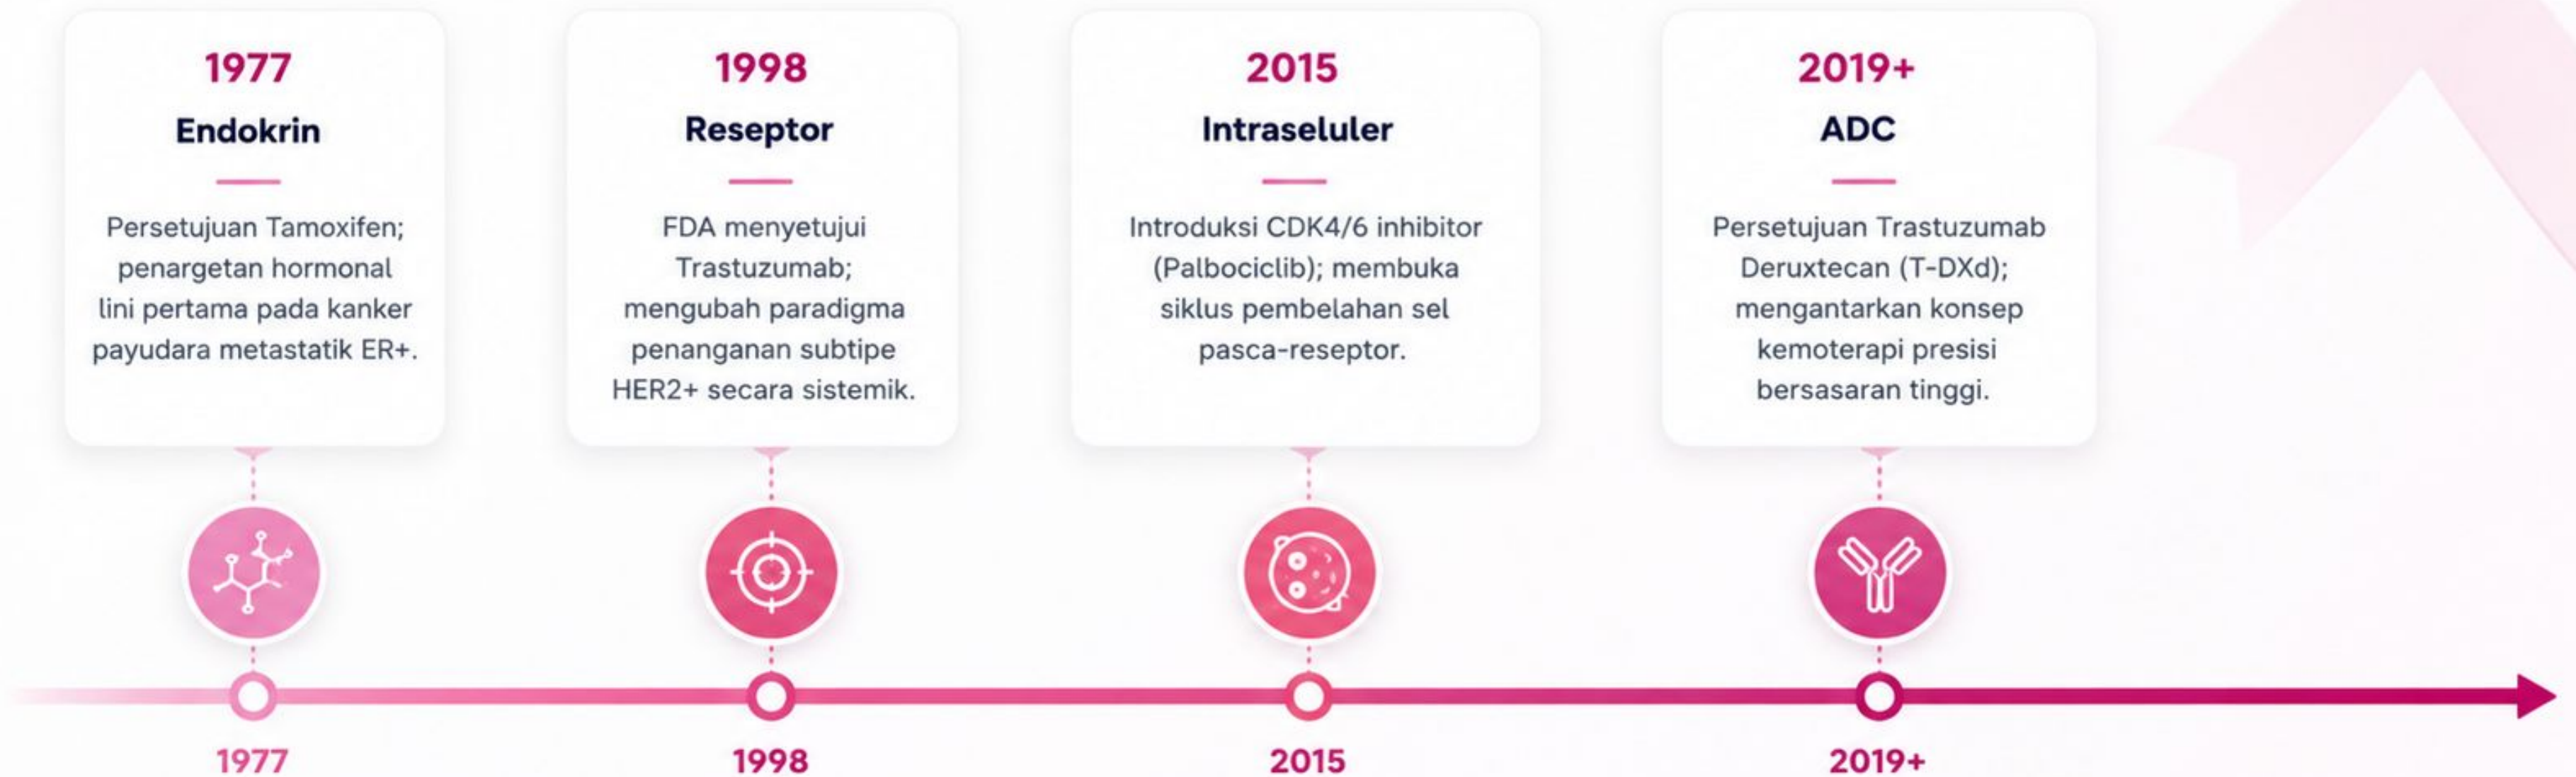 1977
Endokrin
Persetujuan Tamoxifen;
penargetan hormonal
lini pertama pada kanker
payudara metastatik ER+.
1998
Reseptor
FDA menyetujui
Trastuzumab;
mengubah paradigma
penanganan subtipe
HER2+ secara sistemik.
2015
Intraseluler
Introduksi CDK4/6 inhibitor
(Palbociclib); membuka
siklus pembelahan sel
pasca-reseptor.
2019+
ADC
Persetujuan Trastuzumab
Deruxtecan (T-DXd);
mengantarkan konsep
kemoterapi presisi
bersasaran tinggi.
1977
1998
2015
2019+